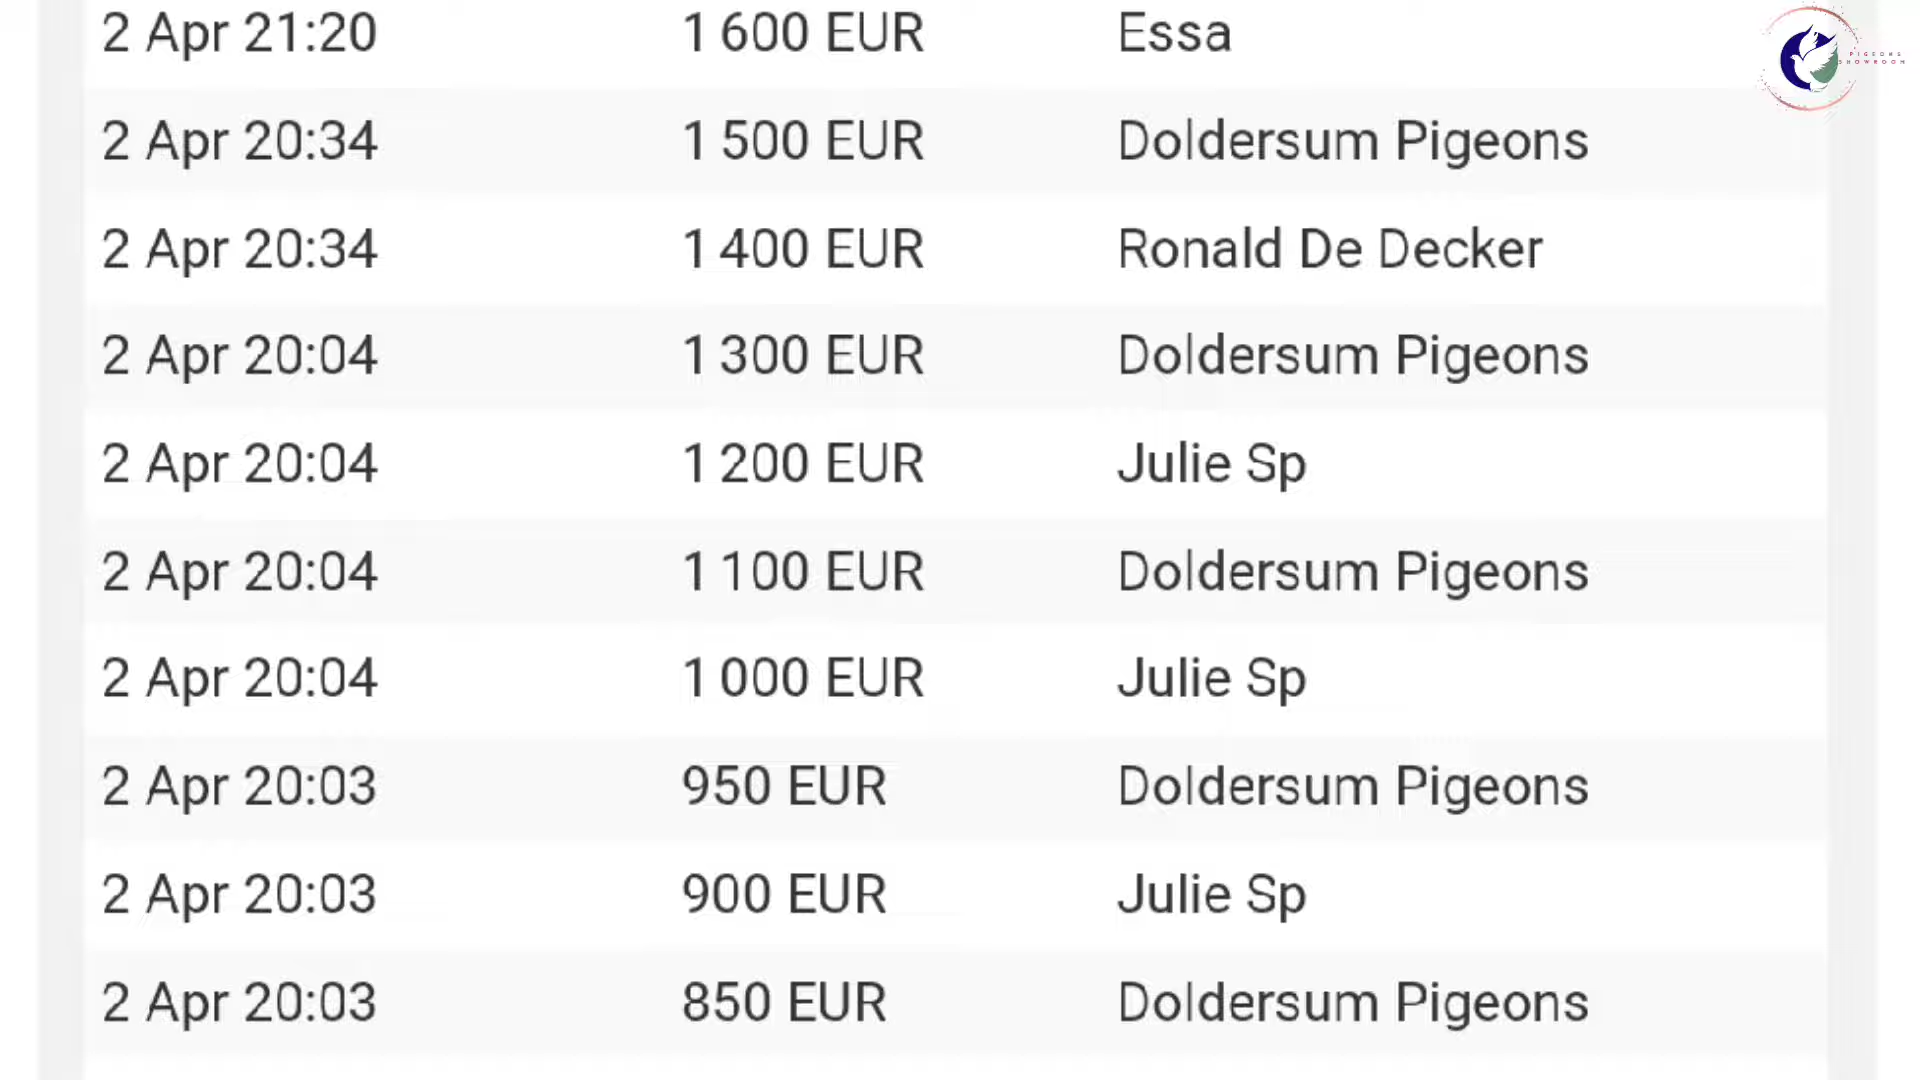 2 Apr 21:20 1 600 EUR Essa
2 Apr 20:34 1 500 EUR Doldersum Pigeons
2 Apr 20:34 1 400 EUR Ronald De Decker
2 Apr 20:04 1 300 EUR Doldersum Pigeons
2 Apr 20:04 1 200 EUR Julie Sp
2 Apr 20:04 1 100 EUR Doldersum Pigeons
2 Apr 20:04 1 000 EUR Julie Sp
2 Apr 20:03 950 EUR Doldersum Pigeons
2 Apr 20:03 900 EUR Julie Sp
2 Apr 20:03 850 EUR Doldersum Pigeons
PIGEONS
SHOWROOM